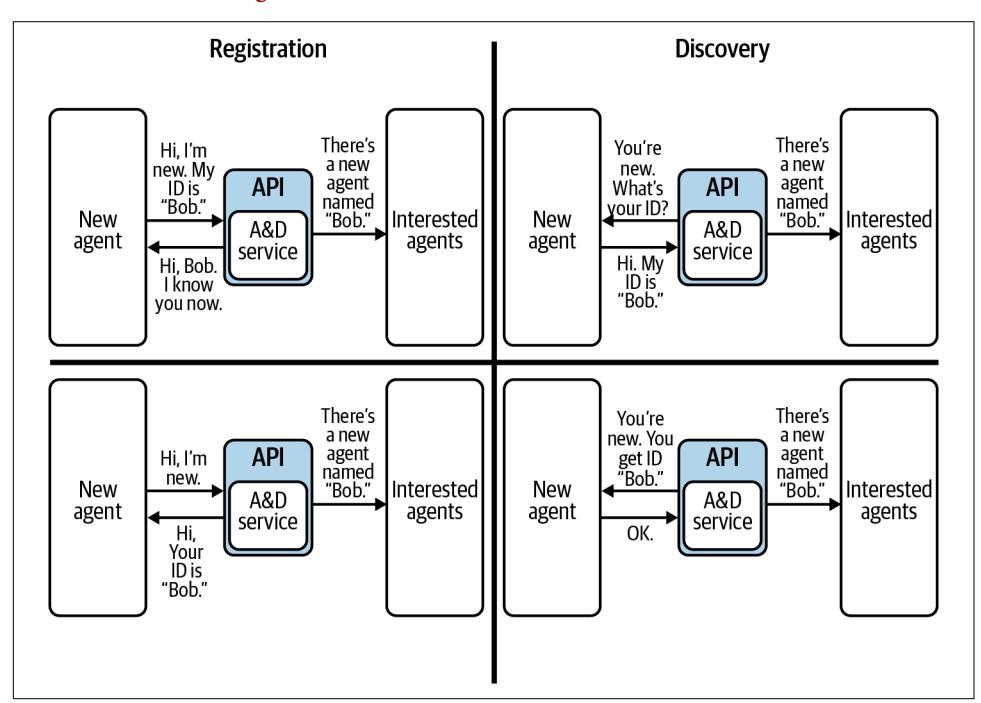 Registration
New
agent
Hi, I'm
new. My
ID is
“Bob.”
Hi, Bob.
I know
you now.
API
A&D
service
There's
a new
agent
named
“Bob.”
Interested
agents
Discovery
New
agent
You're
new.
What's
your ID?
Hi. My
ID is
“Bob.”
API
A&D
service
There's
a new
agent
named
“Bob.”
Interested
agents
New
agent
Hi, I'm
new.
Hi,
Your
ID is
“Bob.”
API
A&D
service
There's
a new
agent
named
“Bob.”
Interested
agents
New
agent
You're
new. You
get ID
“Bob.”
OK.
API
A&D
service
There's
a new
agent
named
“Bob.”
Interested
agents